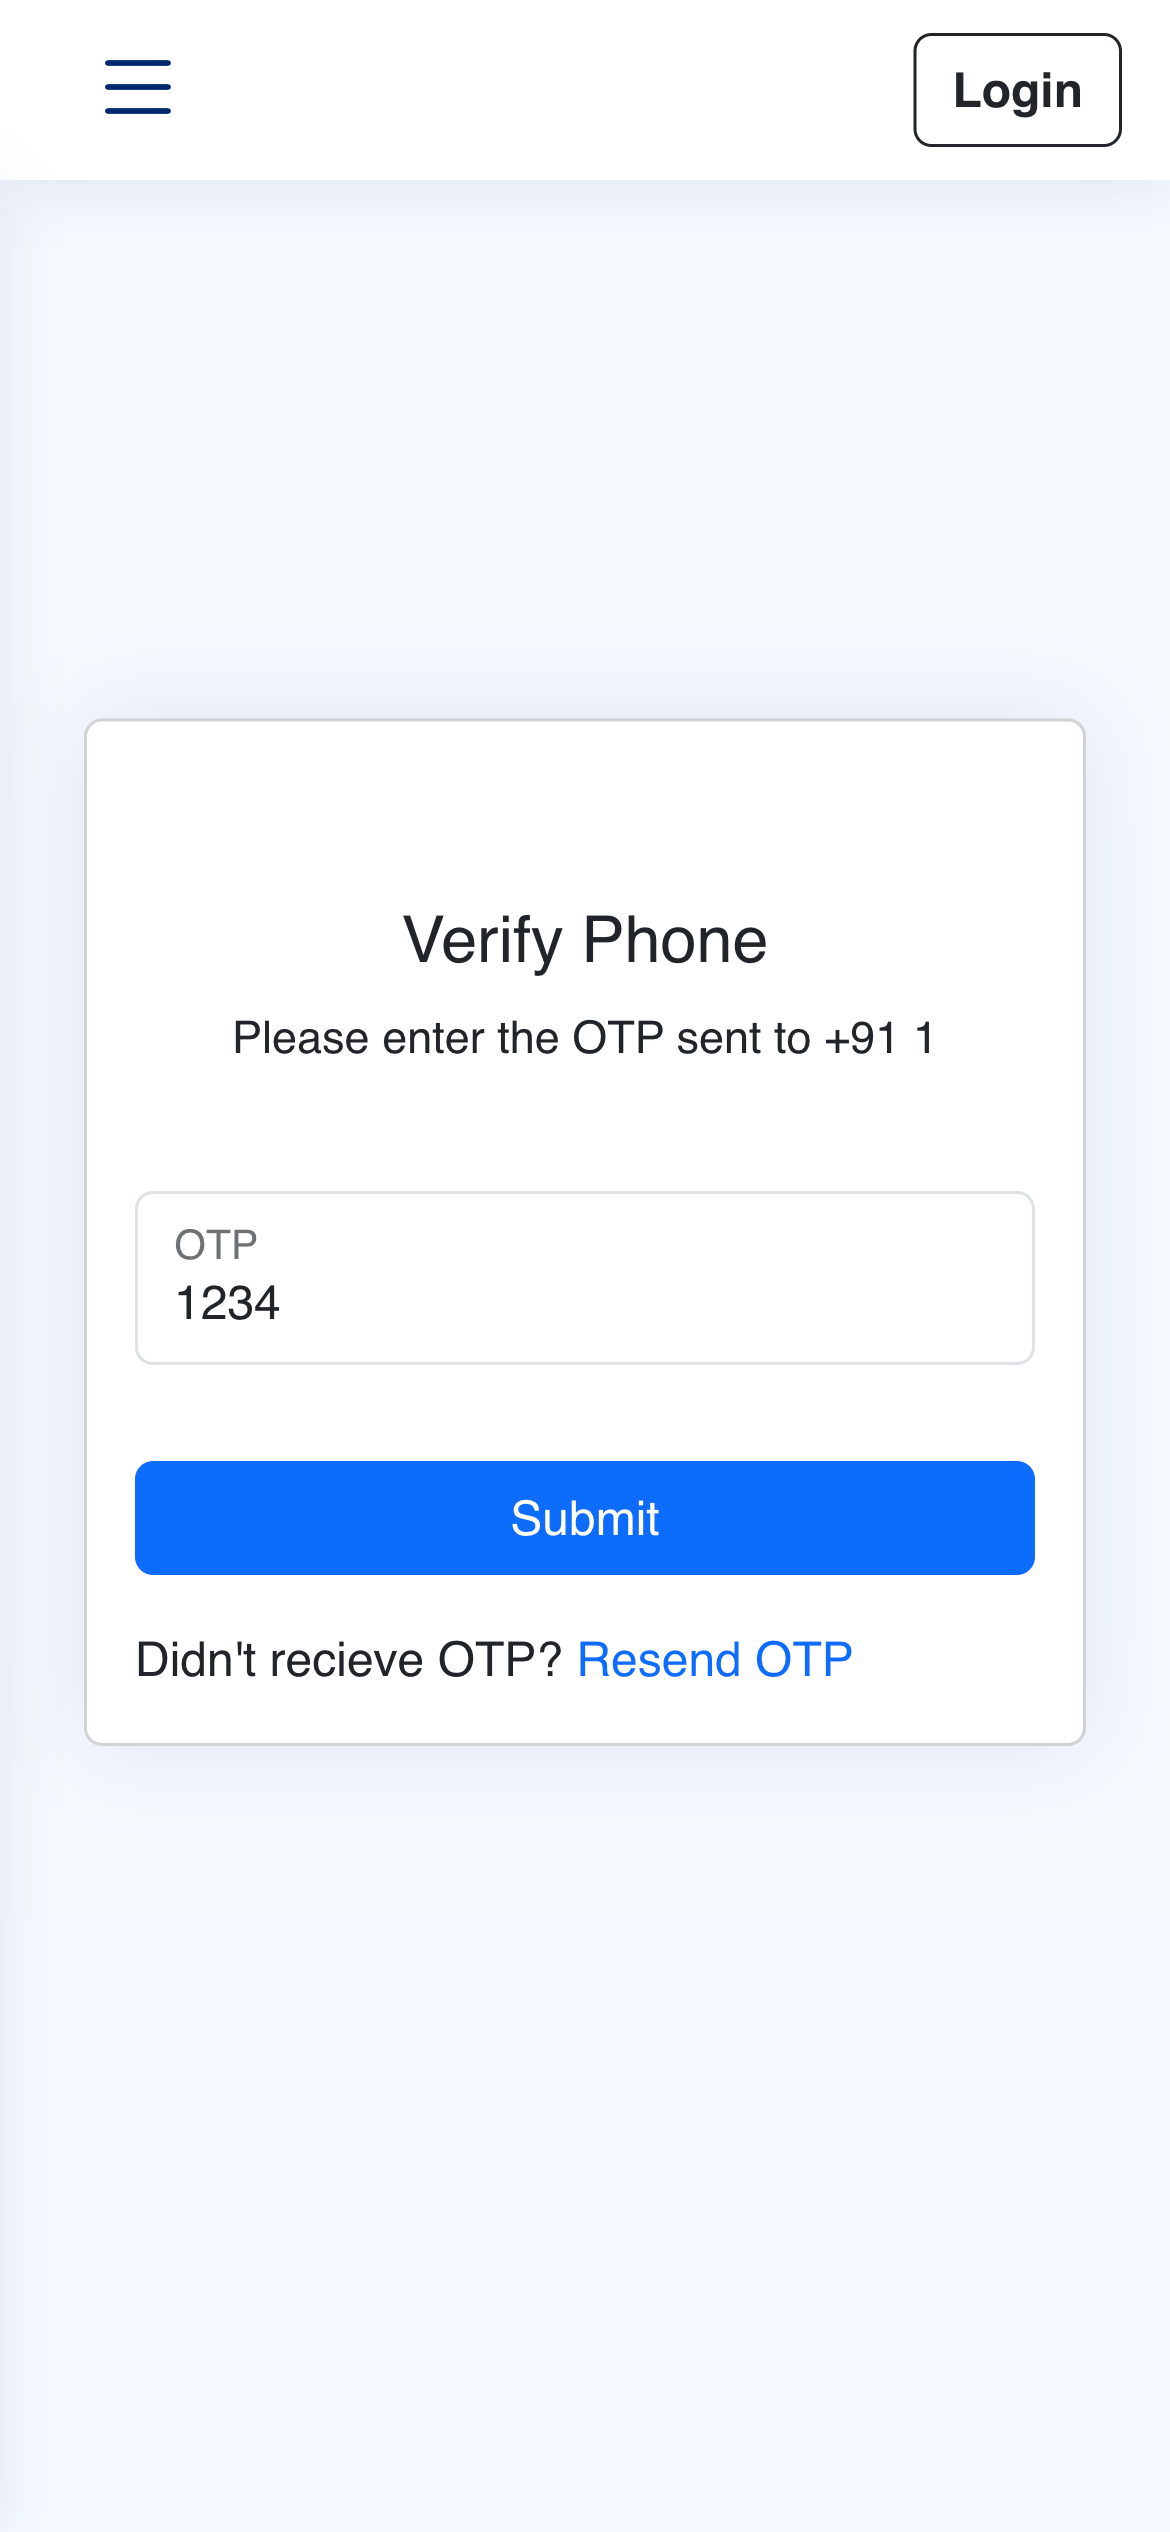 Login
Verify Phone
Please enter the OTP sent to +91 1
OTP
1234
Submit
Didn't recieve OTP? Resend OTP